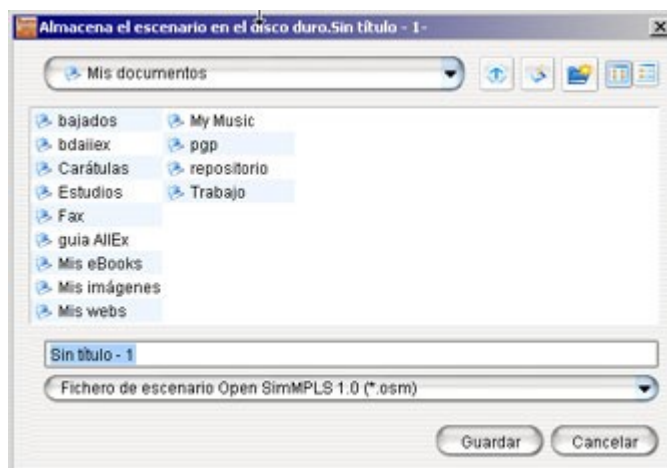 Almacena el escenario en el disco duro.Sin título - 1-
Mis documentos
bajados
bdaiiex
Carátulas
Estudios
Fax
guia AIIEx
Mis eBooks
Mis imágenes
Mis webs
My Music
pgp
repositorio
Trabajo
Sin título - 1
Fichero de escenario Open SimMPLS 1.0 (*.osm)
Guardar
Cancelar